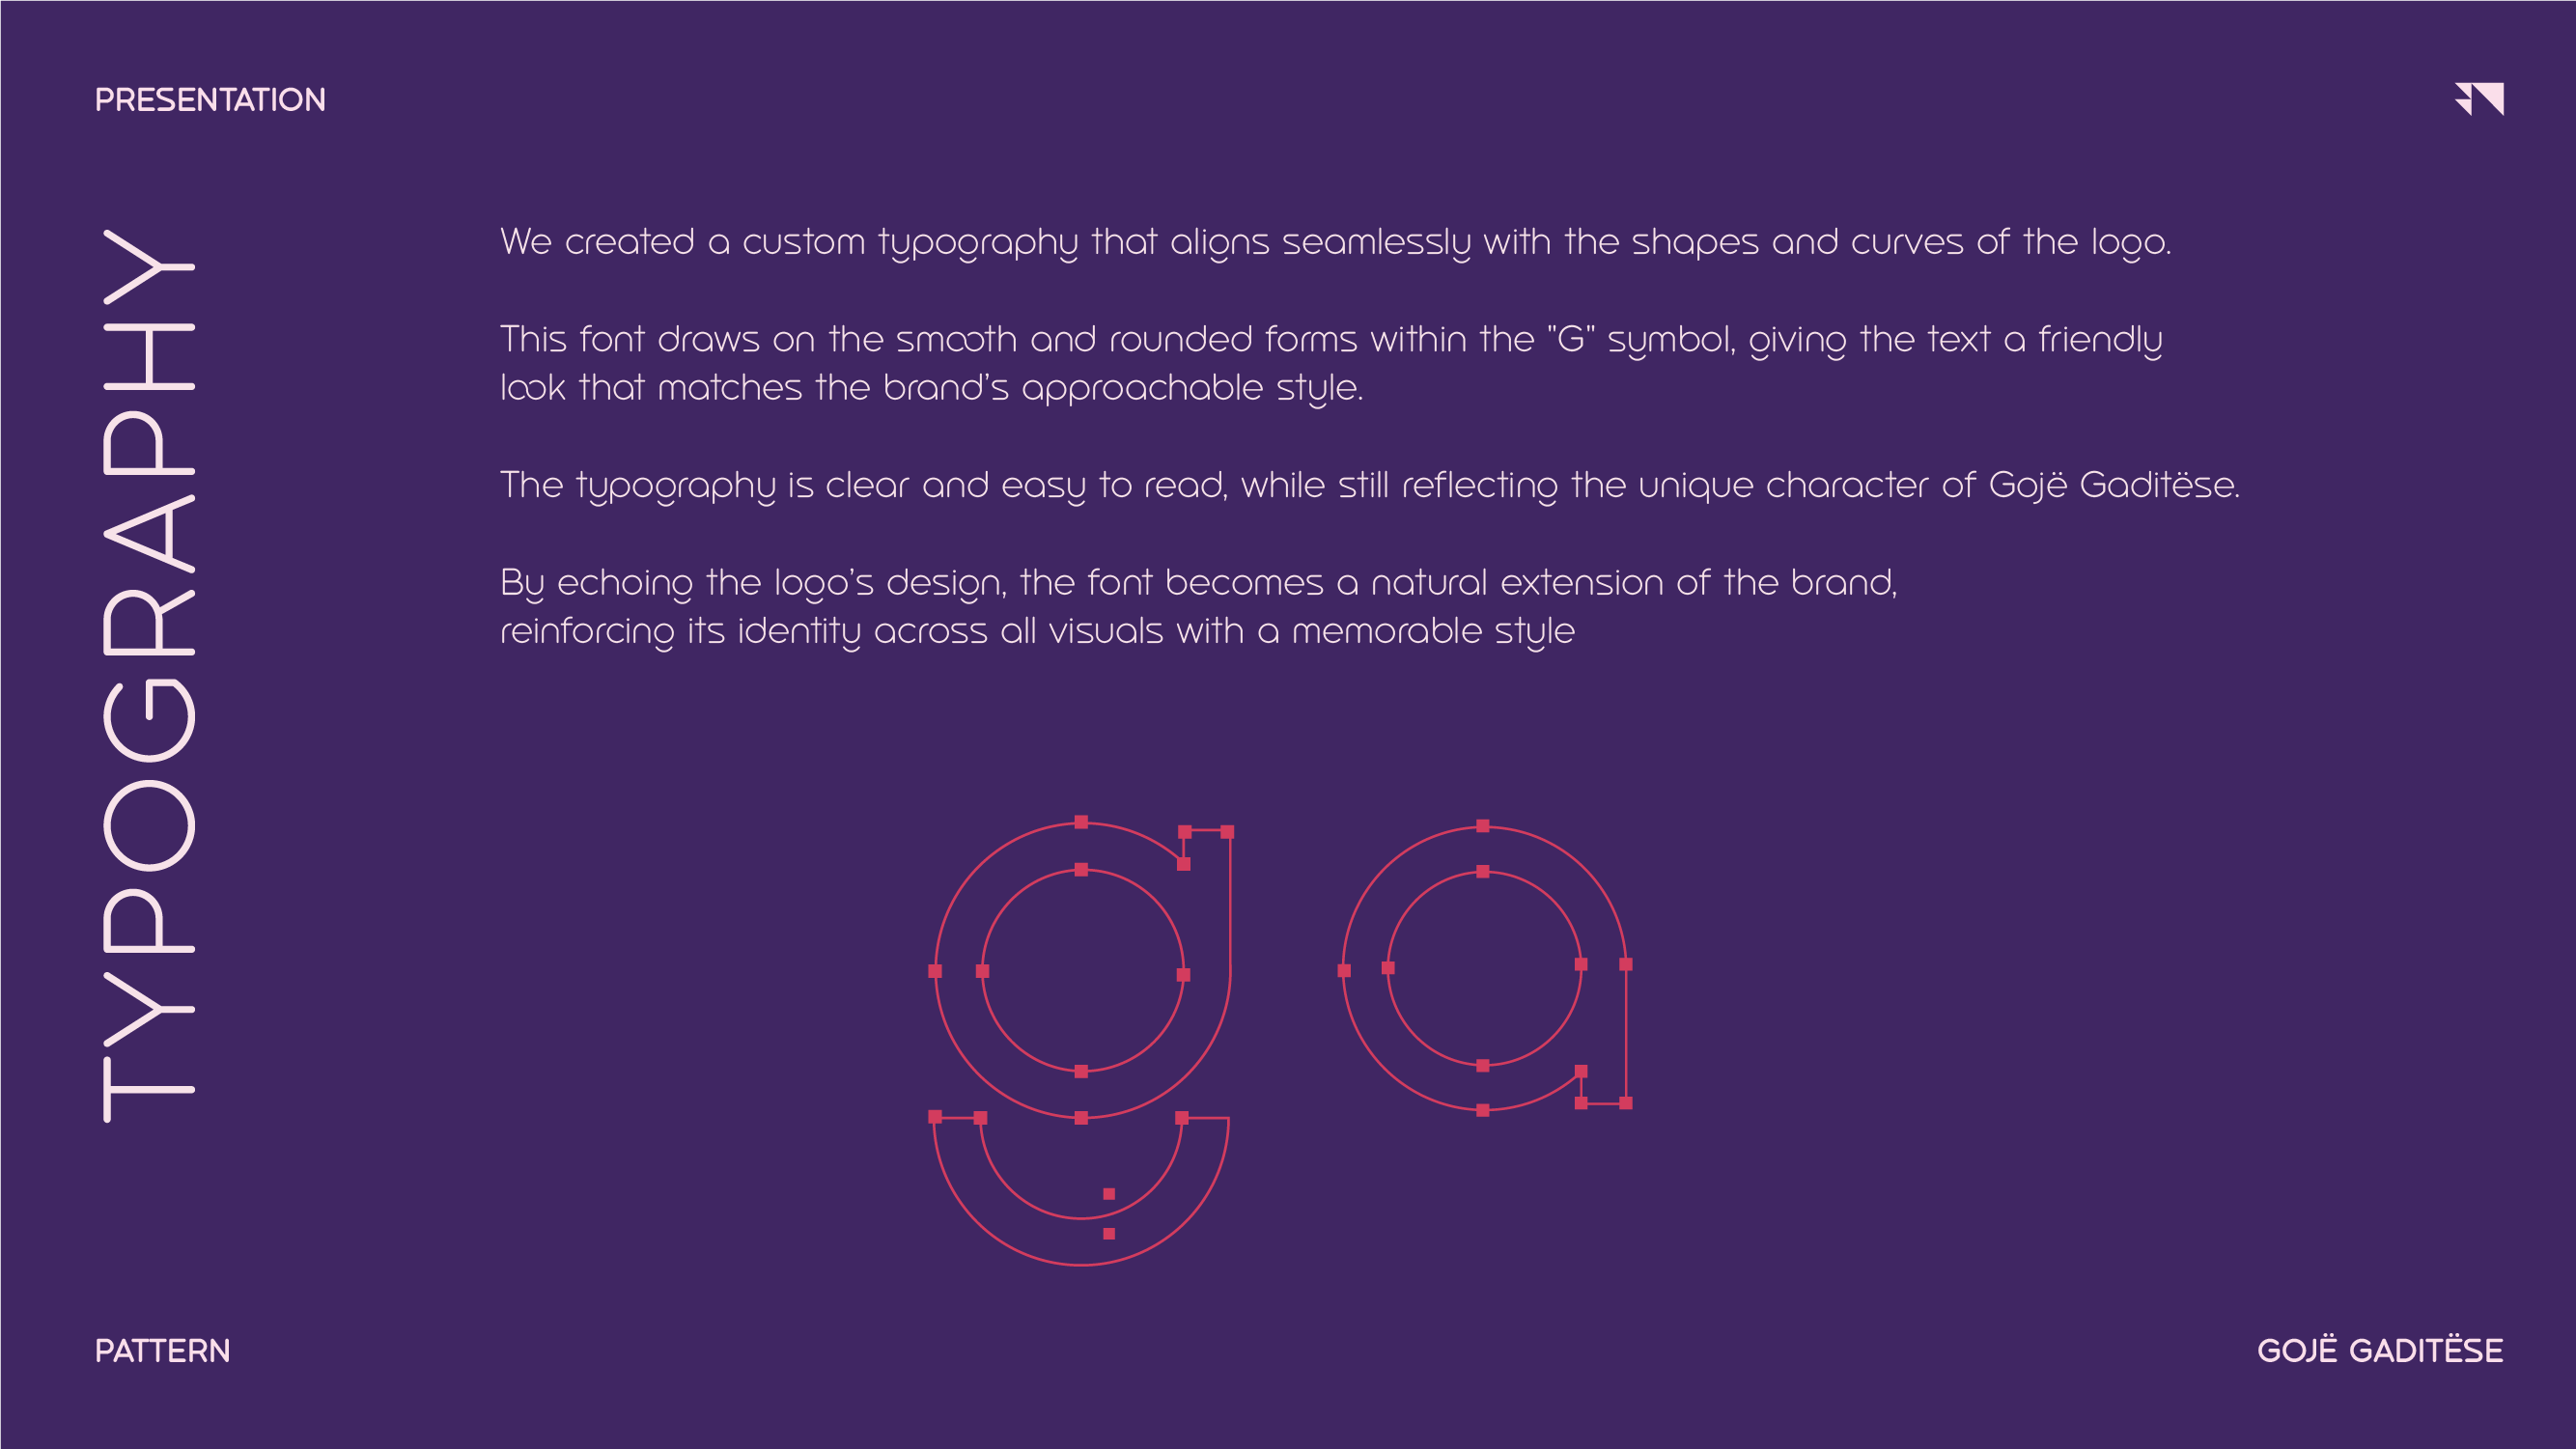 PRESENTATION
TYPOGRAPHY
We created a custom typography that aligns seamlessly with the shapes and curves of the logo.
This font draws on the smooth and rounded forms within the "G" symbol, giving the text a friendly
look that matches the brand’s approachable style.
The typography is clear and easy to read, while still reflecting the unique character of Gojë Gaditëse.
By echoing the logo’s design, the font becomes a natural extension of the brand,
reinforcing its identity across all visuals with a memorable style
g a
PATTERN
GOJË GADITËSE